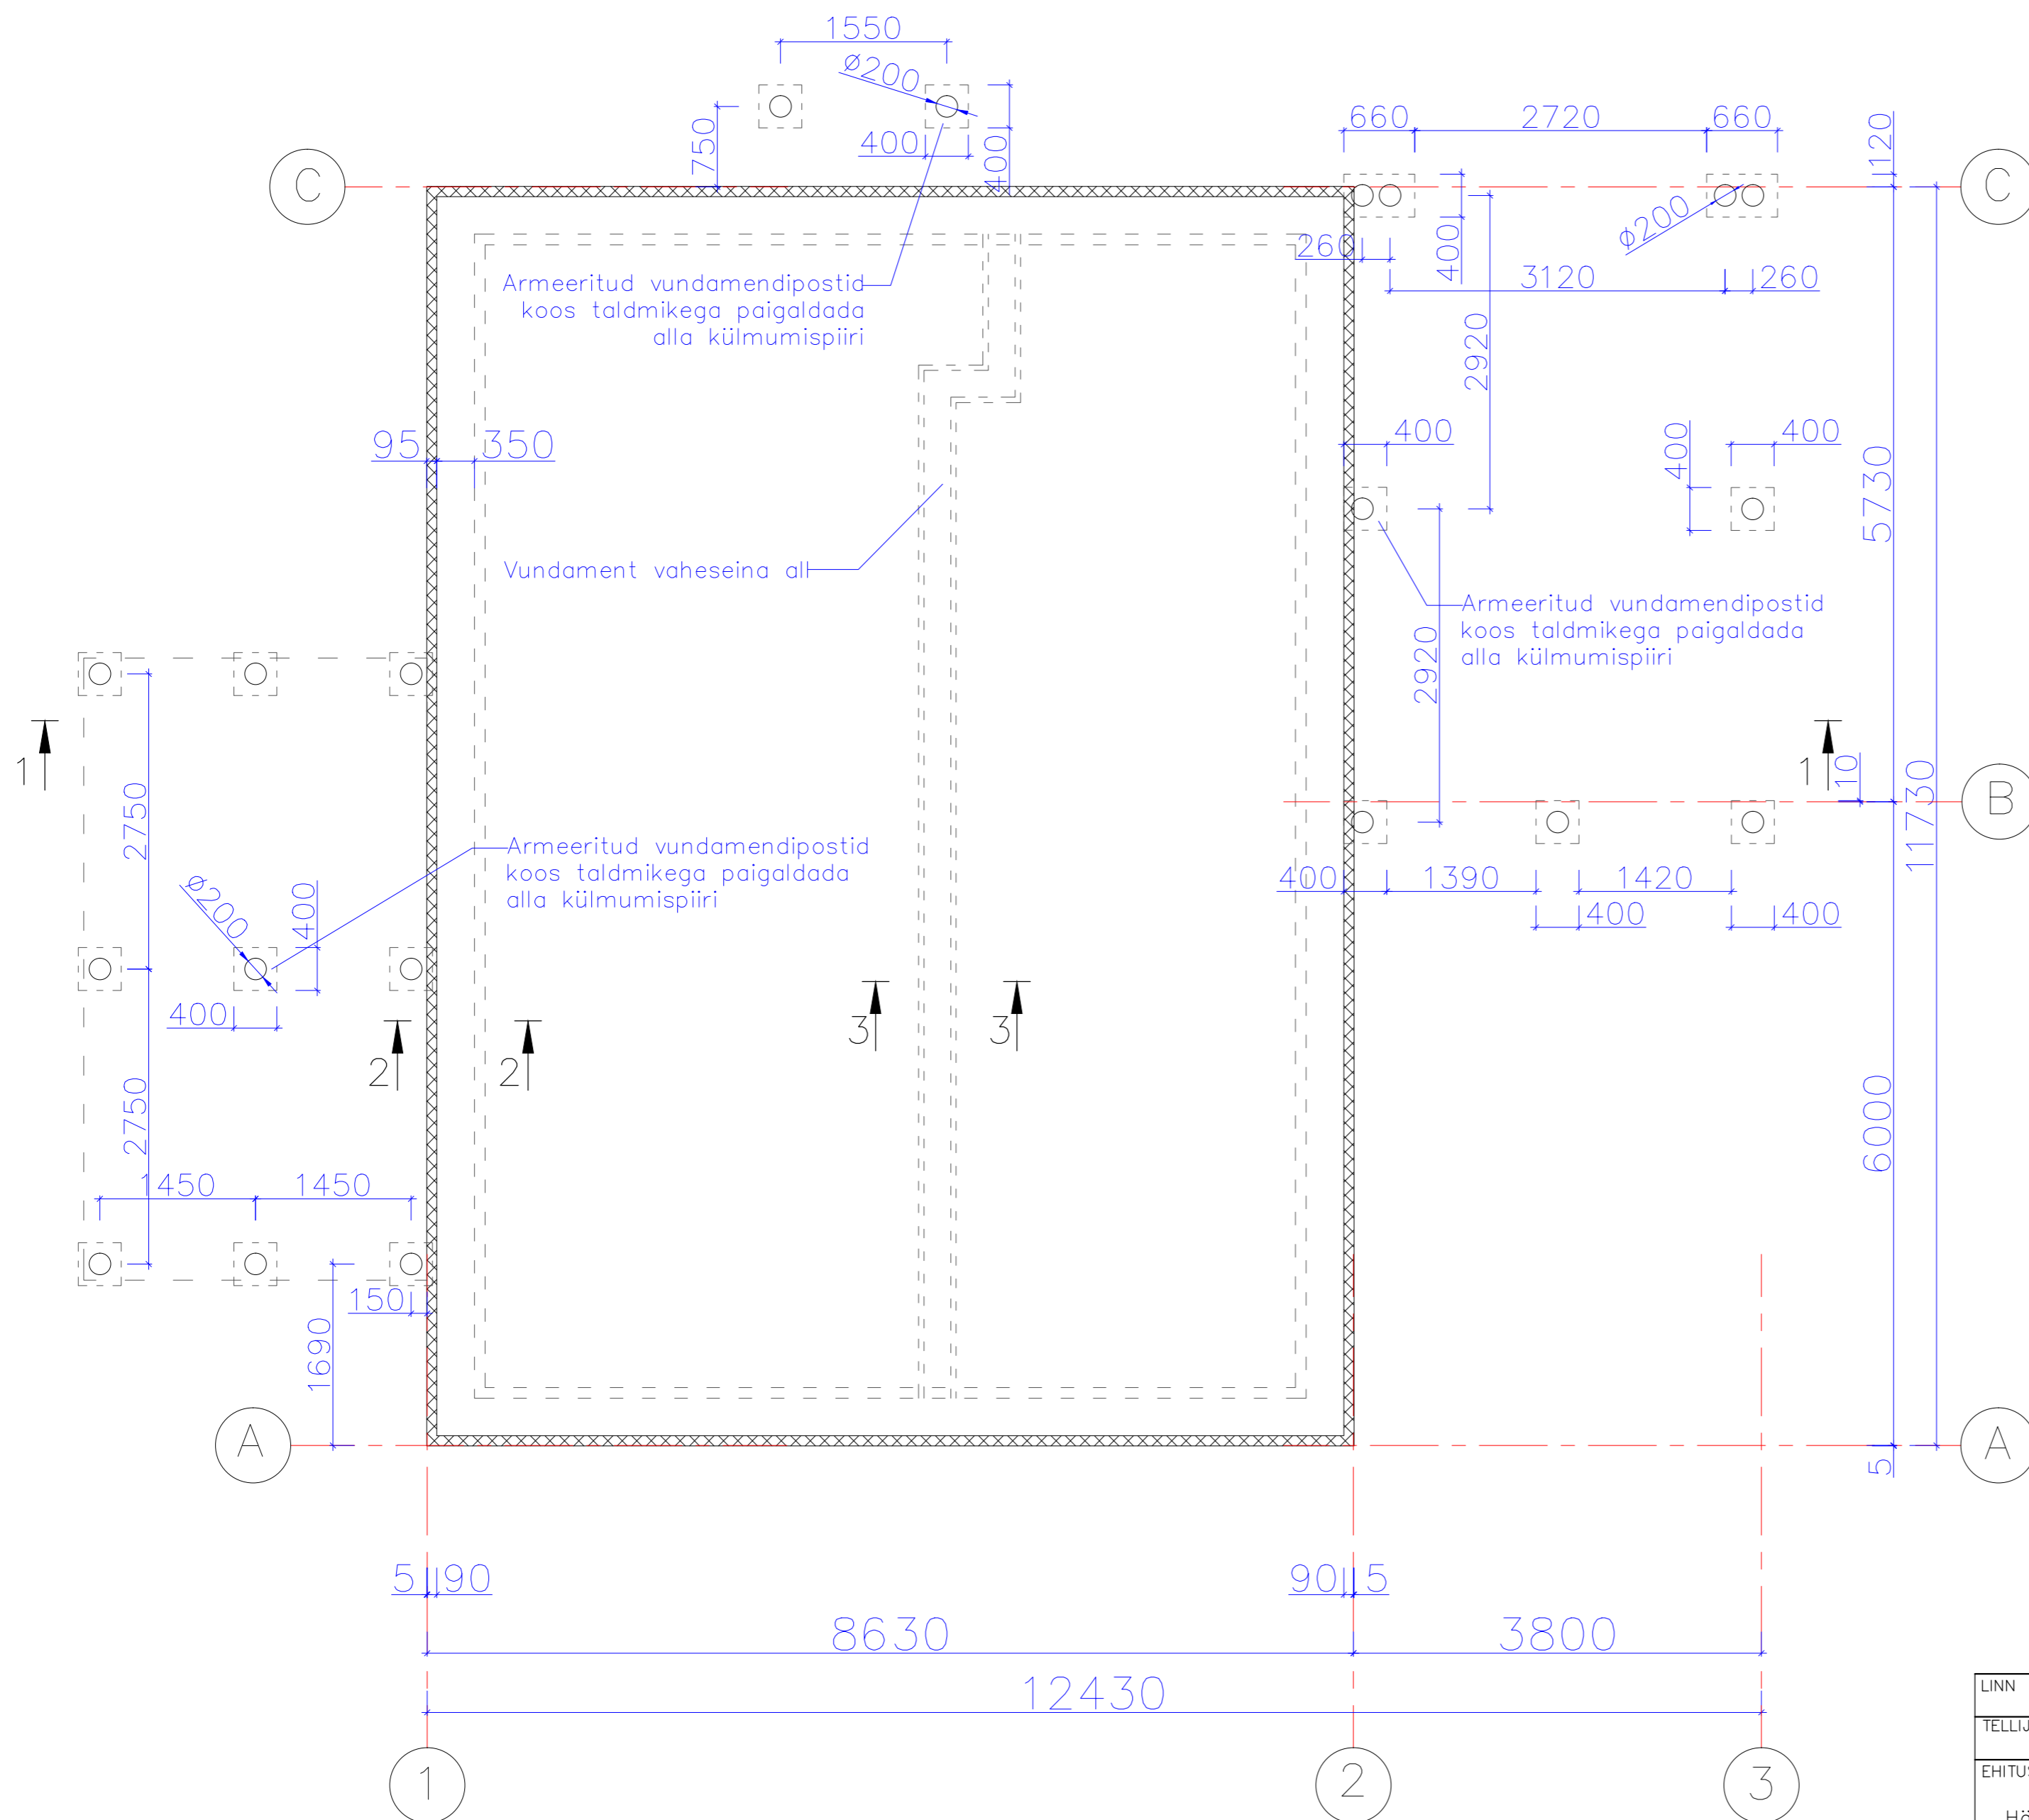 1550
ø200
750
400
400
660
2720
660
120
C
C
260
400
ø200
3120
260
Armeeritud vundamendipostid
koos taldmikega paigaldada
alla külmumispiiri
2920
95
350
400
400
400
5730
Vundament vaheseina all
Armeeritud vundamendipostid
koos taldmikega paigaldada
alla külmumispiiri
2920
1
1
10
11730
B
2750
Armeeritud vundamendipostid
koos taldmikega paigaldada
alla külmumispiiri
ø200
400
400
1390
1420
400
400
400
3
3
2
2
2750
6000
1450
1450
150
1690
A
A
5
5
90
90
5
8630
3800
12430
1
2
3
LINN
TELLIJ
EHITUS